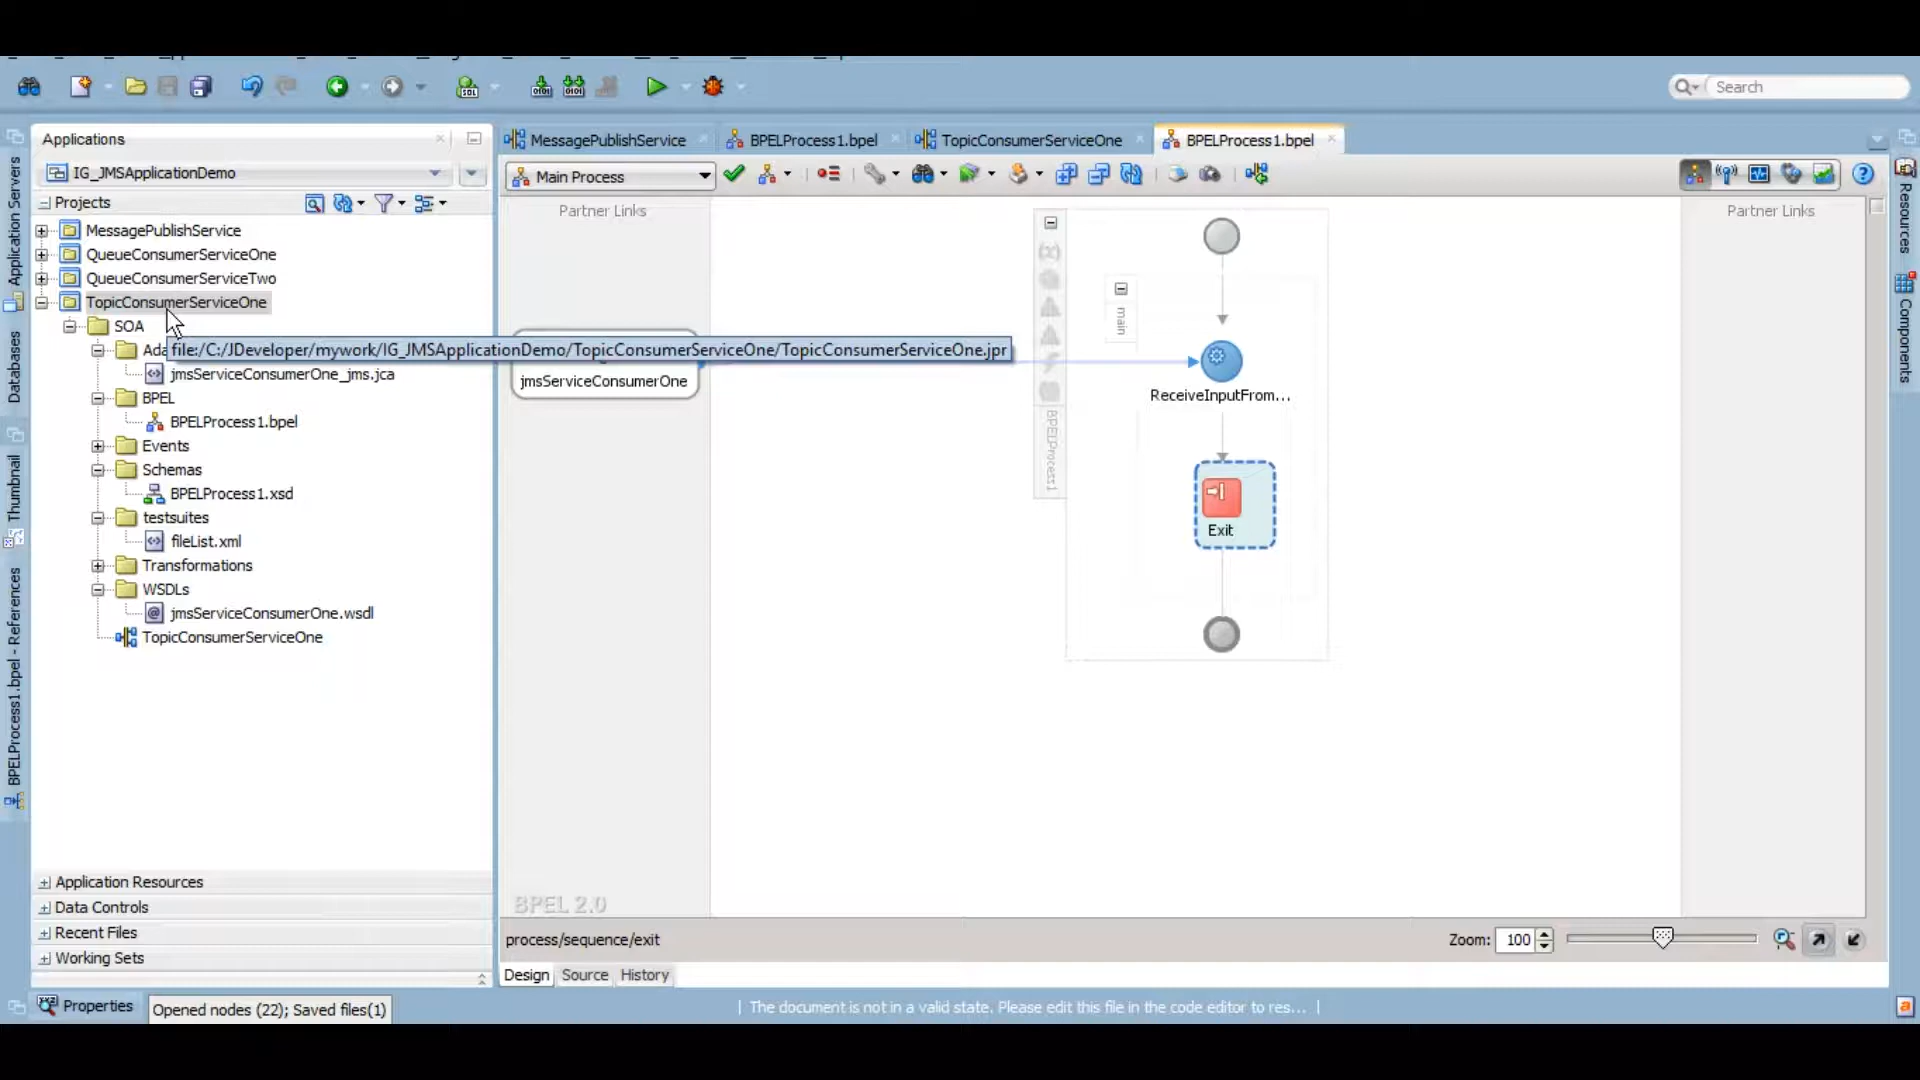 Search
Applications
IG_JMSApplicationDemo
Projects
MessagePublishService
QueueConsumerServiceOne
QueueConsumerServiceTwo
TopicConsumerServiceOne
SOA
file:/C:/JDeveloper/mywork/IG_JMSApplicationDemo/TopicConsumerServiceOne/TopicConsumerServiceOne.jpr
jmsServiceConsumerOne_jms.jca
BPEL
BPELProcess1.bpel
Events
Schemas
BPELProcess1.xsd
testsuites
fileList.xml
Transformations
WSDLs
jmsServiceConsumerOne.wsdl
TopicConsumerServiceOne
Application Resources
Data Controls
Recent Files
Working Sets
Application Servers
Databases
Thumbnail
BPELProcess1.bpel - References
MessagePublishService
BPELProcess1.bpel
TopicConsumerServiceOne
BPELProcess1.bpel
Main Process
Partner Links
Partner Links
jmsServiceConsumerOne
main
BPELProcess1
ReceiveInputFrom...
Exit
BPEL 2.0
process/sequence/exit
Zoom: 100
Design Source History
Resources
Components
Properties
Opened nodes (22); Saved files(1)
| The document is not in a valid state. Please edit this file in the code editor to res... |